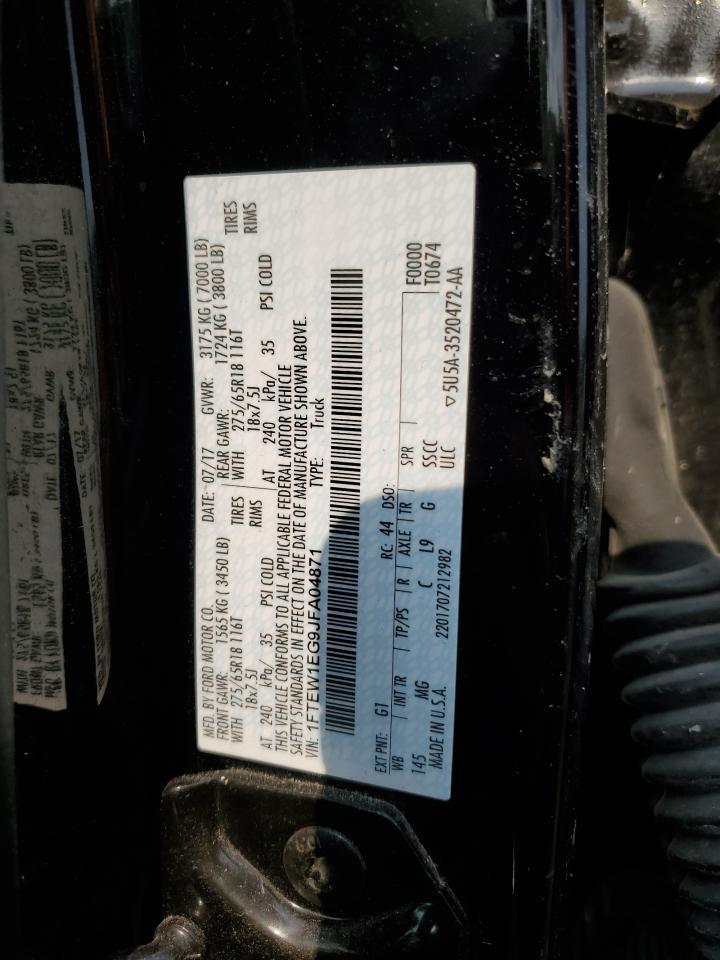 MFD. BY FORD MOTOR CO. DATE: 07/17 GVWR: 3175 KG ( 7000 LB)
FRONT GAWR: 1565 KG ( 3450 LB) REAR GAWR: 1724 KG ( 3800 LB)
WITH 275/65R18 116T TIRES WITH 275/65R18 116T TIRES
18x7.5J RIMS 18x7.5J RIMS
AT 240 kPa/ 35 PSI COLD AT 240 kPa/ 35 PSI COLD
THIS VEHICLE CONFORMS TO ALL APPLICABLE FEDERAL MOTOR VEHICLE
SAFETY STANDARDS IN EFFECT ON THE DATE OF MANUFACTURE SHOWN ABOVE.
VIN: 1FTEW1EG9JFA04871 TYPE: Truck
EXT PNT: G1 RC: 44 DSO: F0000
WB INT TR TP/PS R AXLE TR SPR T0674
145 MG C L9 G SSCC
MADE IN U.S.A. 2201707212982 ULC ▽5U5A-3520472-AA